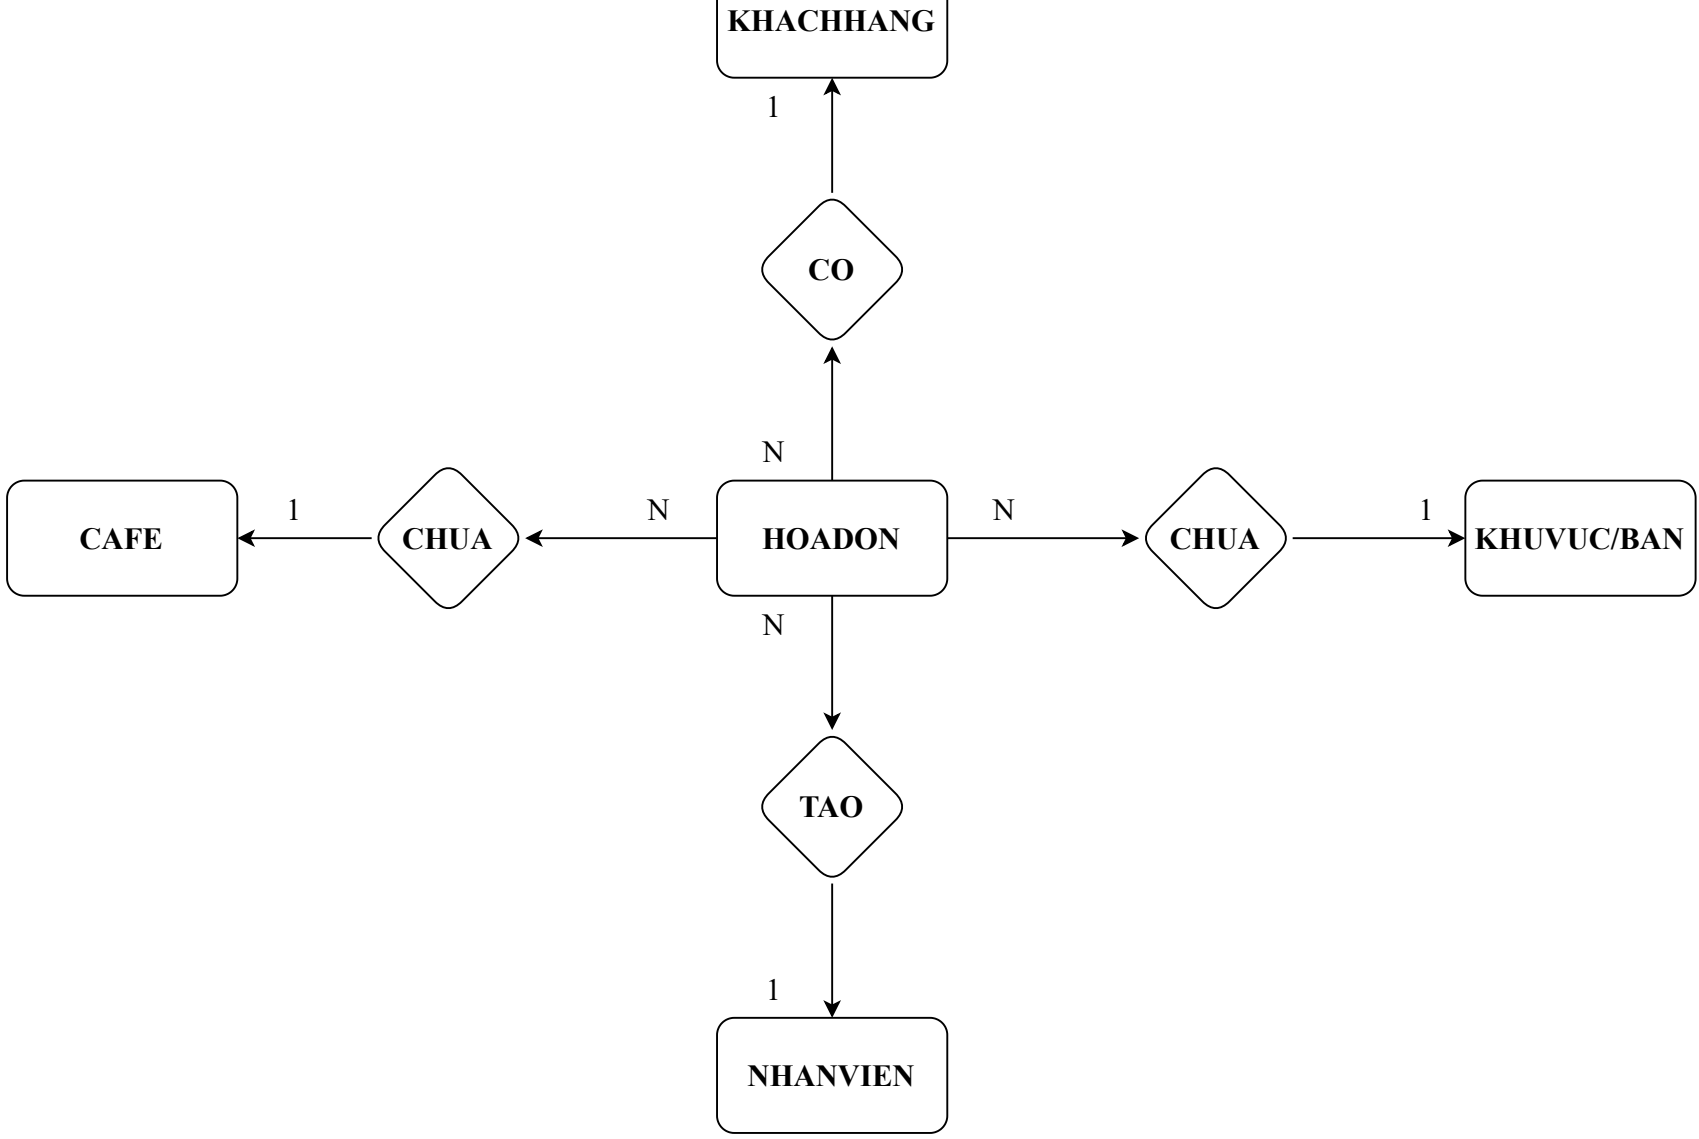 KHACHHANG
1
CO
N
CAFE
1
CHUA
N
HOADON
N
CHUA
1
KHUVUC/BAN
N
TAO
1
NHANVIEN